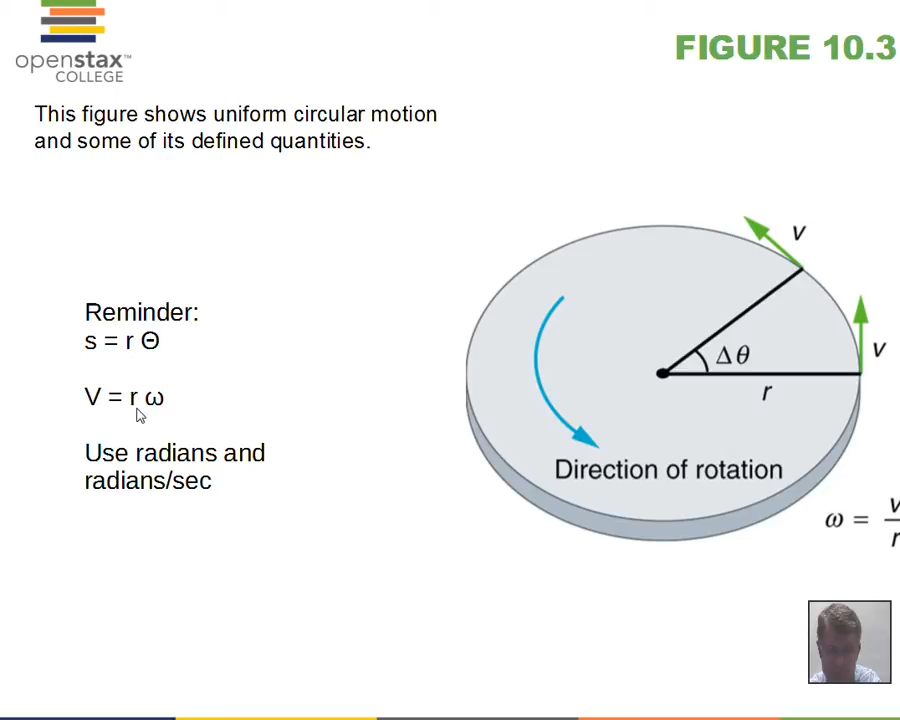 openstax™
COLLEGE
FIGURE 10.3
This figure shows uniform circular motion
and some of its defined quantities.
Reminder:
s = r Θ
V = r ω
Use radians and
radians/sec
v
v
Δθ
r
Direction of rotation
ω = v
r